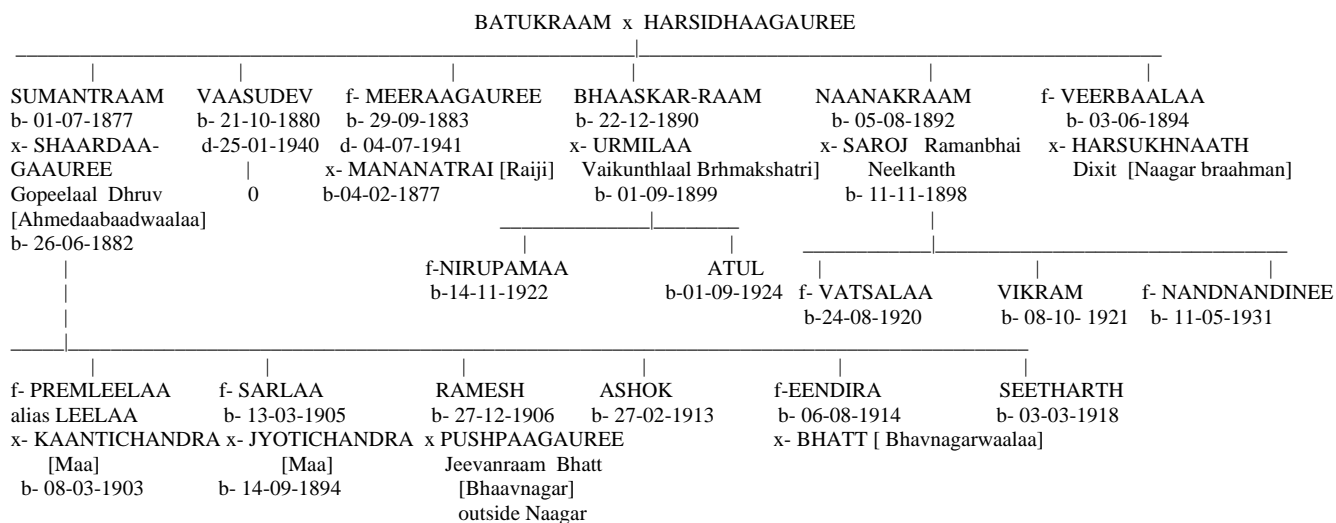 BATUKRAAM x HARSIDHAAGAUREE
SUMANTRAAM VAASUDEV f- MEERAAGAUREE BHAASKAR-RAAM NAANAKRAAM f- VEERBAALAA
b- 01-07-1877 b- 21-10-1880 b- 29-09-1883 b- 22-12-1890 b- 05-08-1892 b- 03-06-1894
x- SHAARDAA- d-25-01-1940 d- 04-07-1941 x- URMILAA x- SAROJ Ramanbhai x- HARSUKHNAATH
GAAUREE x- MANANATRAI [Raiji] Vaikunthlaal Brhmakshatri] Neelkanth Dixit [Naagar braahman]
Gopeelaal Dhruv 0 b-04-02-1877 b- 01-09-1899 b- 11-11-1898
[Ahmedaabaadwaalaa]
b- 26-06-1882
f-NIRUPAMAA ATUL
b-14-11-1922 b-01-09-1924 f- VATSALAA VIKRAM f- NANDNANDINEE
b-24-08-1920 b- 08-10- 1921 b- 11-05-1931
f- PREMLEELAA f- SARLAA RAMESH ASHOK f-EENDIRA SEETHARTH
alias LEELAA b- 13-03-1905 b- 27-12-1906 b- 27-02-1913 b- 06-08-1914 b- 03-03-1918
x- KAANTICHANDRA x- JYOTICHANDRA x PUSHPAAGAUREE x- BHATT [ Bhavnagarwaalaa]
[Maa] [Maa] Jeevanraam Bhatt
b- 08-03-1903 b- 14-09-1894 [Bhaavnagar]
outside Naagar